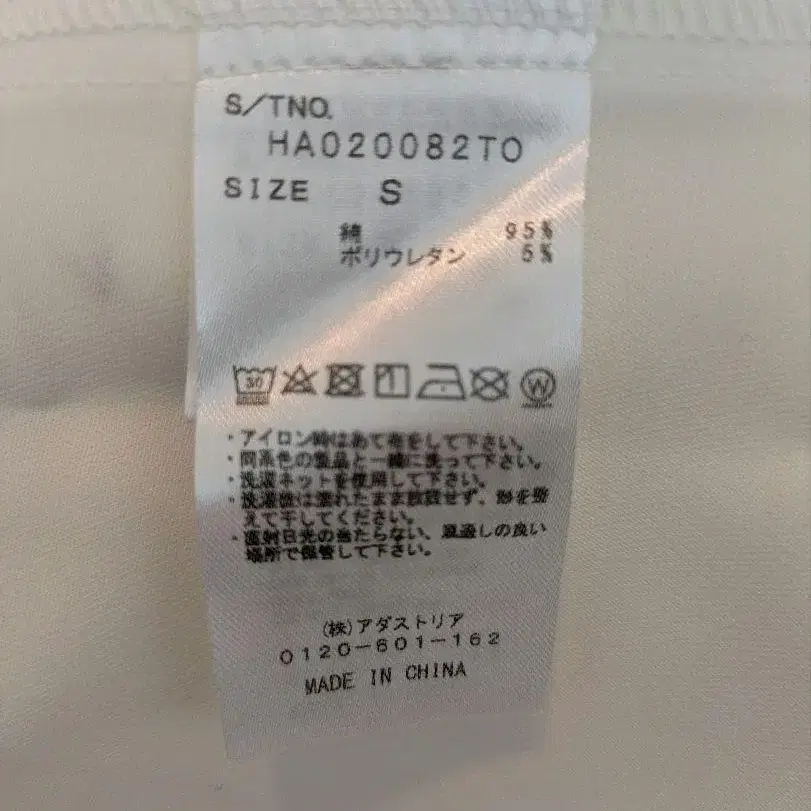 S/TNO.
HA020082TO
SIZE S
綿 95%
ポリウレタン 5%
30
W
・アイロン時はあて布をして下さい。
・同系色の製品と一緒に洗って下さい。
・洗濯ネットを使用して下さい。
・洗濯後は濡れたまま放置せず、形を整
えて干してください。
・直射日光の当たらない、風通しの良い
場所で保管して下さい。
(株)アダストリア
0120-601-162
MADE IN CHINA